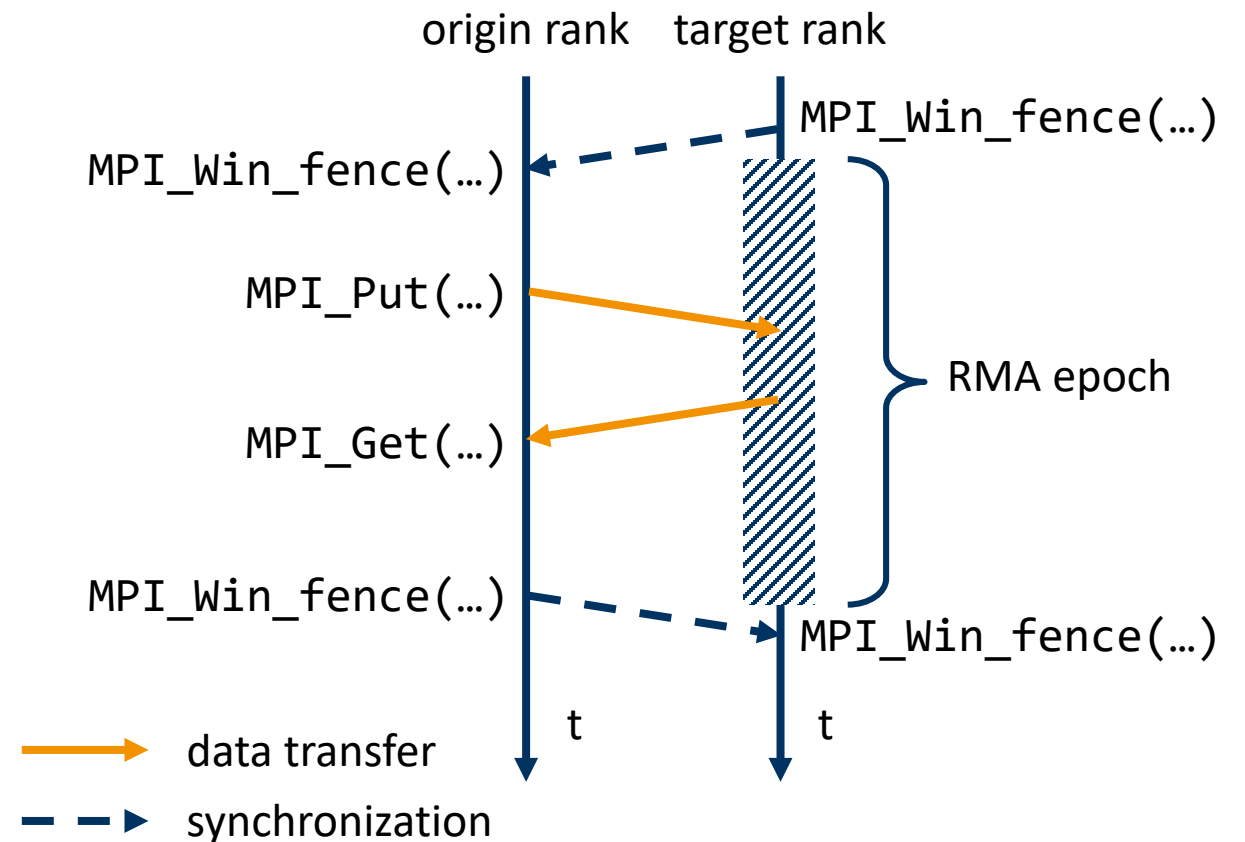 origin rank target rank
MPI_Win_fence(…)
MPI_Win_fence(…)
MPI_Put(…)
RMA epoch
MPI_Get(…)
MPI_Win_fence(…)
MPI_Win_fence(…)
t t
data transfer
synchronization